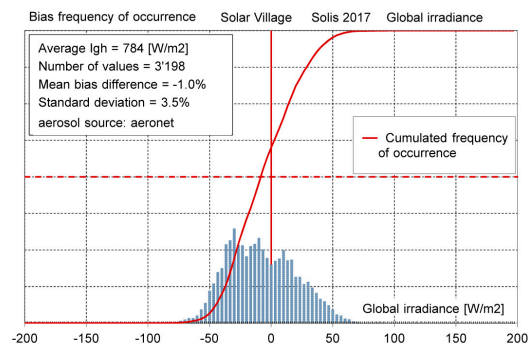 Bias frequency of occurrence Solar Village Solis 2017 Global irradiance
Average Igh = 784 [W/m2]
Number of values = 3'198
Mean bias difference = -1.0%
Standard deviation = 3.5%
aerosol source: aeronet
Cumulated frequency
of occurrence
Global irradiance [W/m2]
-200 -150 -100 -50 0 50 100 150 200